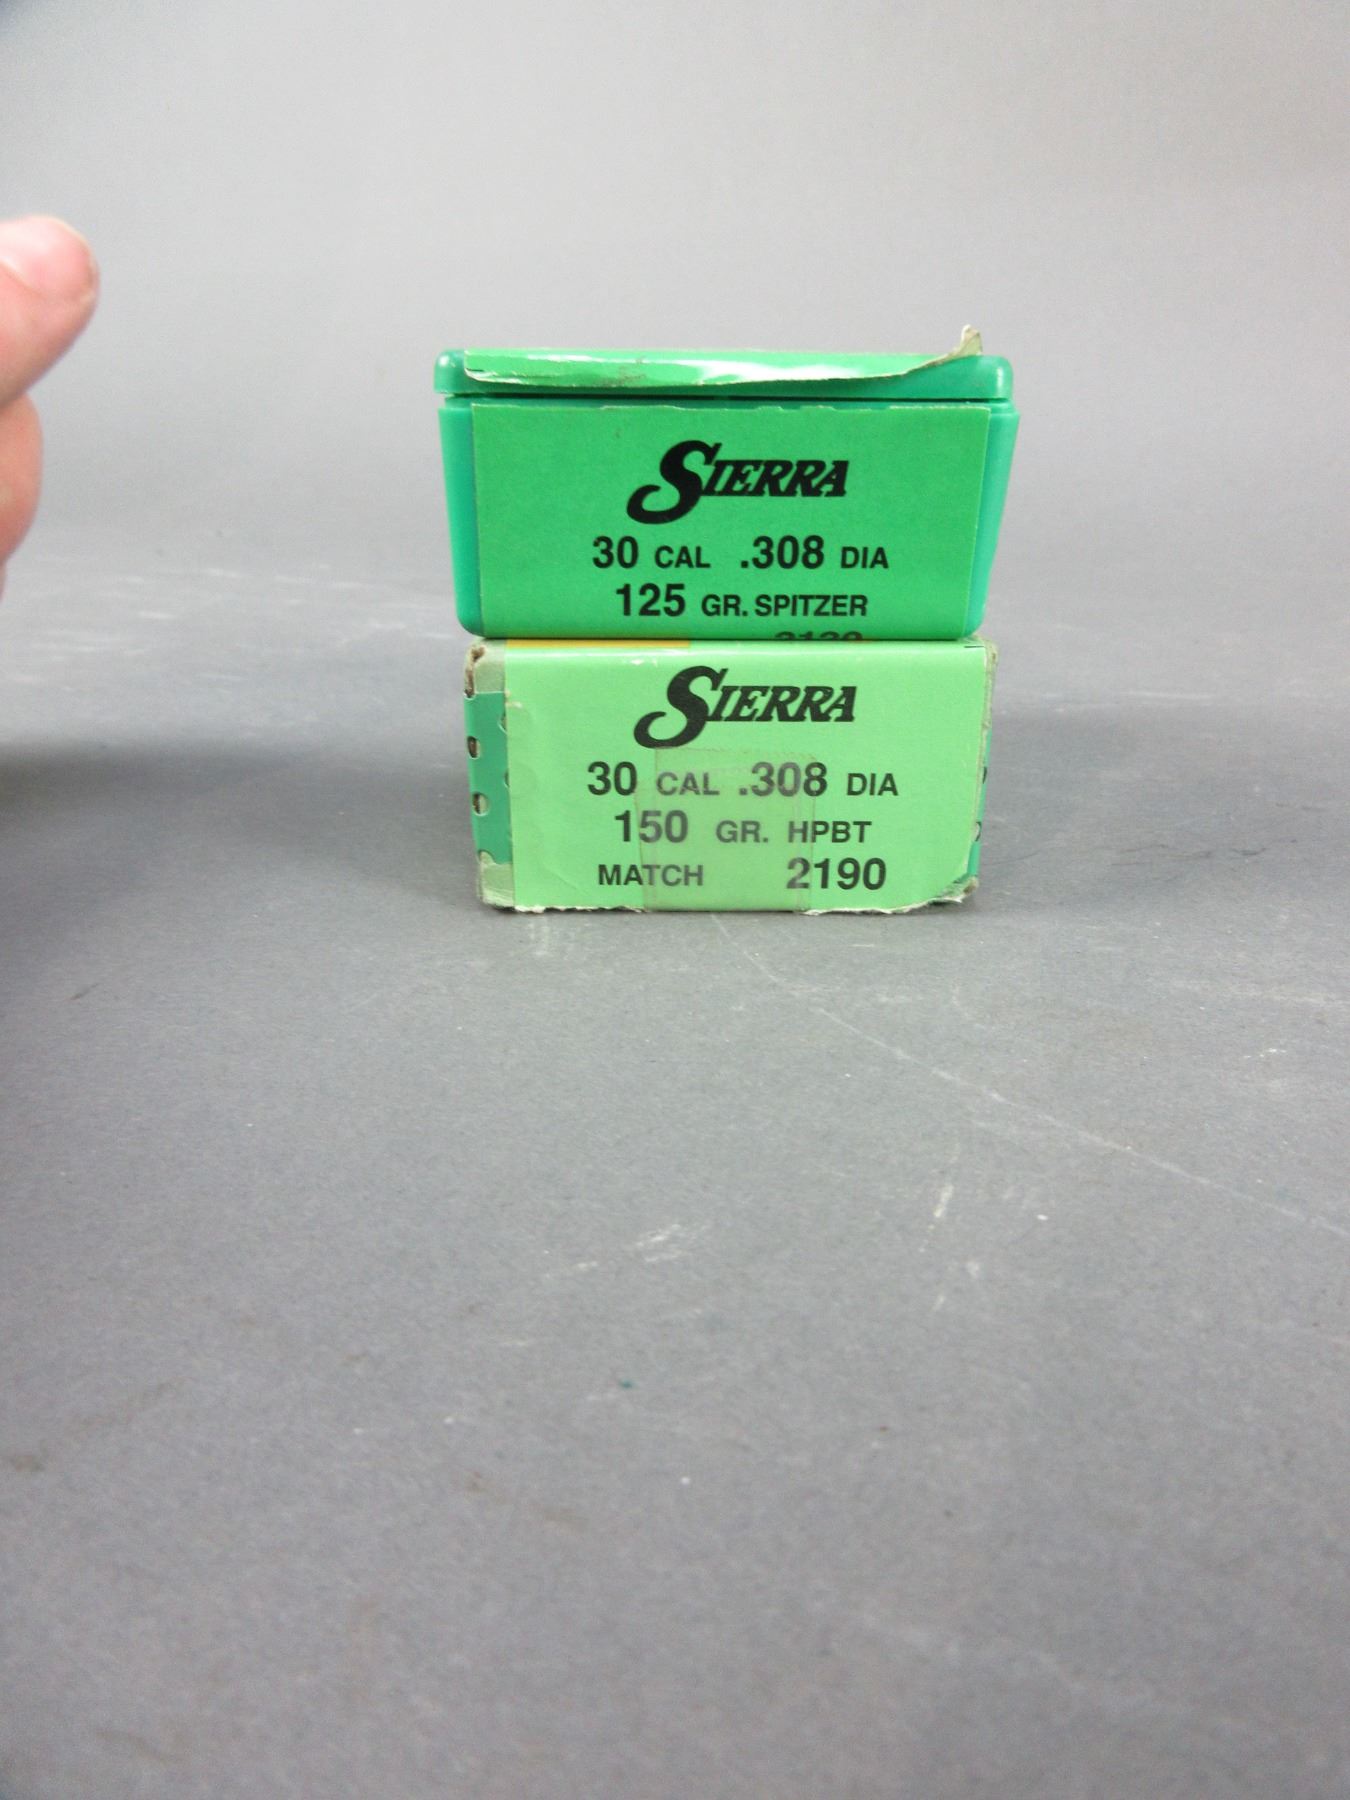 SIERRA
30 CAL .308 DIA
125 GR. SPITZER
SIERRA
30 CAL .308 DIA
150 GR. HPBT
MATCH 2190